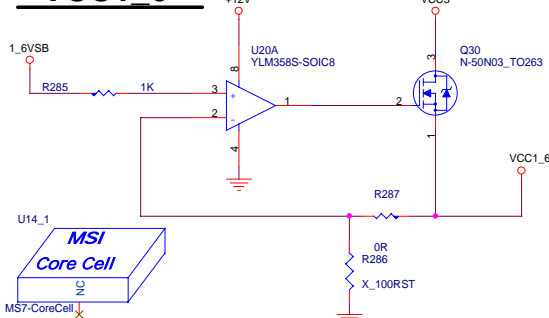 +12V
1_6VSB
U20A
YLM358S-SOIC8
Q30
N-50N03_TO263
R285
1K
8
3
+
2
-
1
4
3
2
1
VCC1_6
R287
0R
R286
X_100RST
U14_1
MSI
Core Cell
NC
MS7-CoreCell